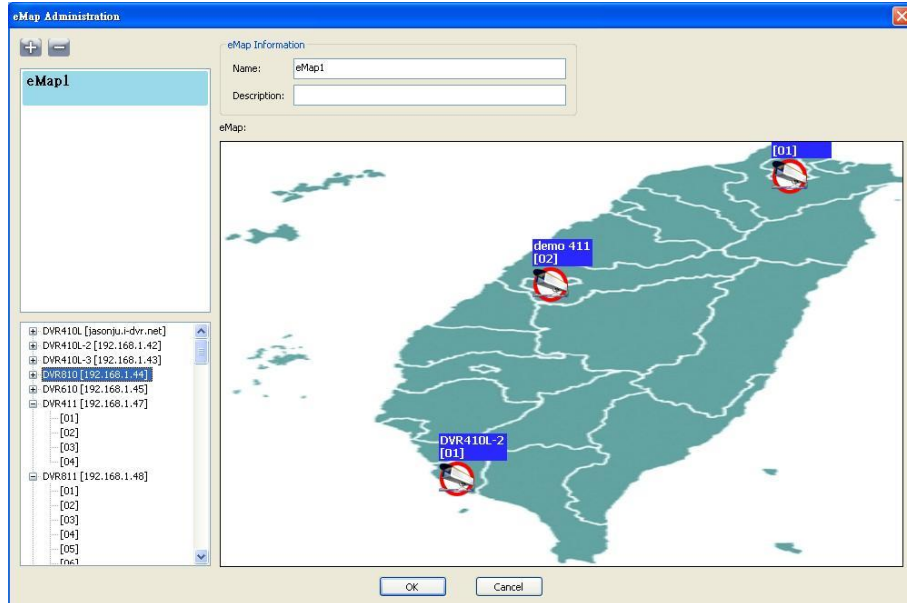 eMap Administration
eMap1
eMap Information
Name:
eMap1
Description:
eMap:
[01]
demo 411
[02]
DVR410L-2
[01]
DVR410L [jasonju.i-dvr.net]
DVR410L-2 [192.168.1.42]
DVR410L-3 [192.168.1.43]
DVR810 [192.168.1.44]
DVR610 [192.168.1.45]
DVR411 [192.168.1.47]
[01]
[02]
[03]
[04]
DVR811 [192.168.1.48]
[01]
[02]
[03]
[04]
[05]
[06]
OK
Cancel